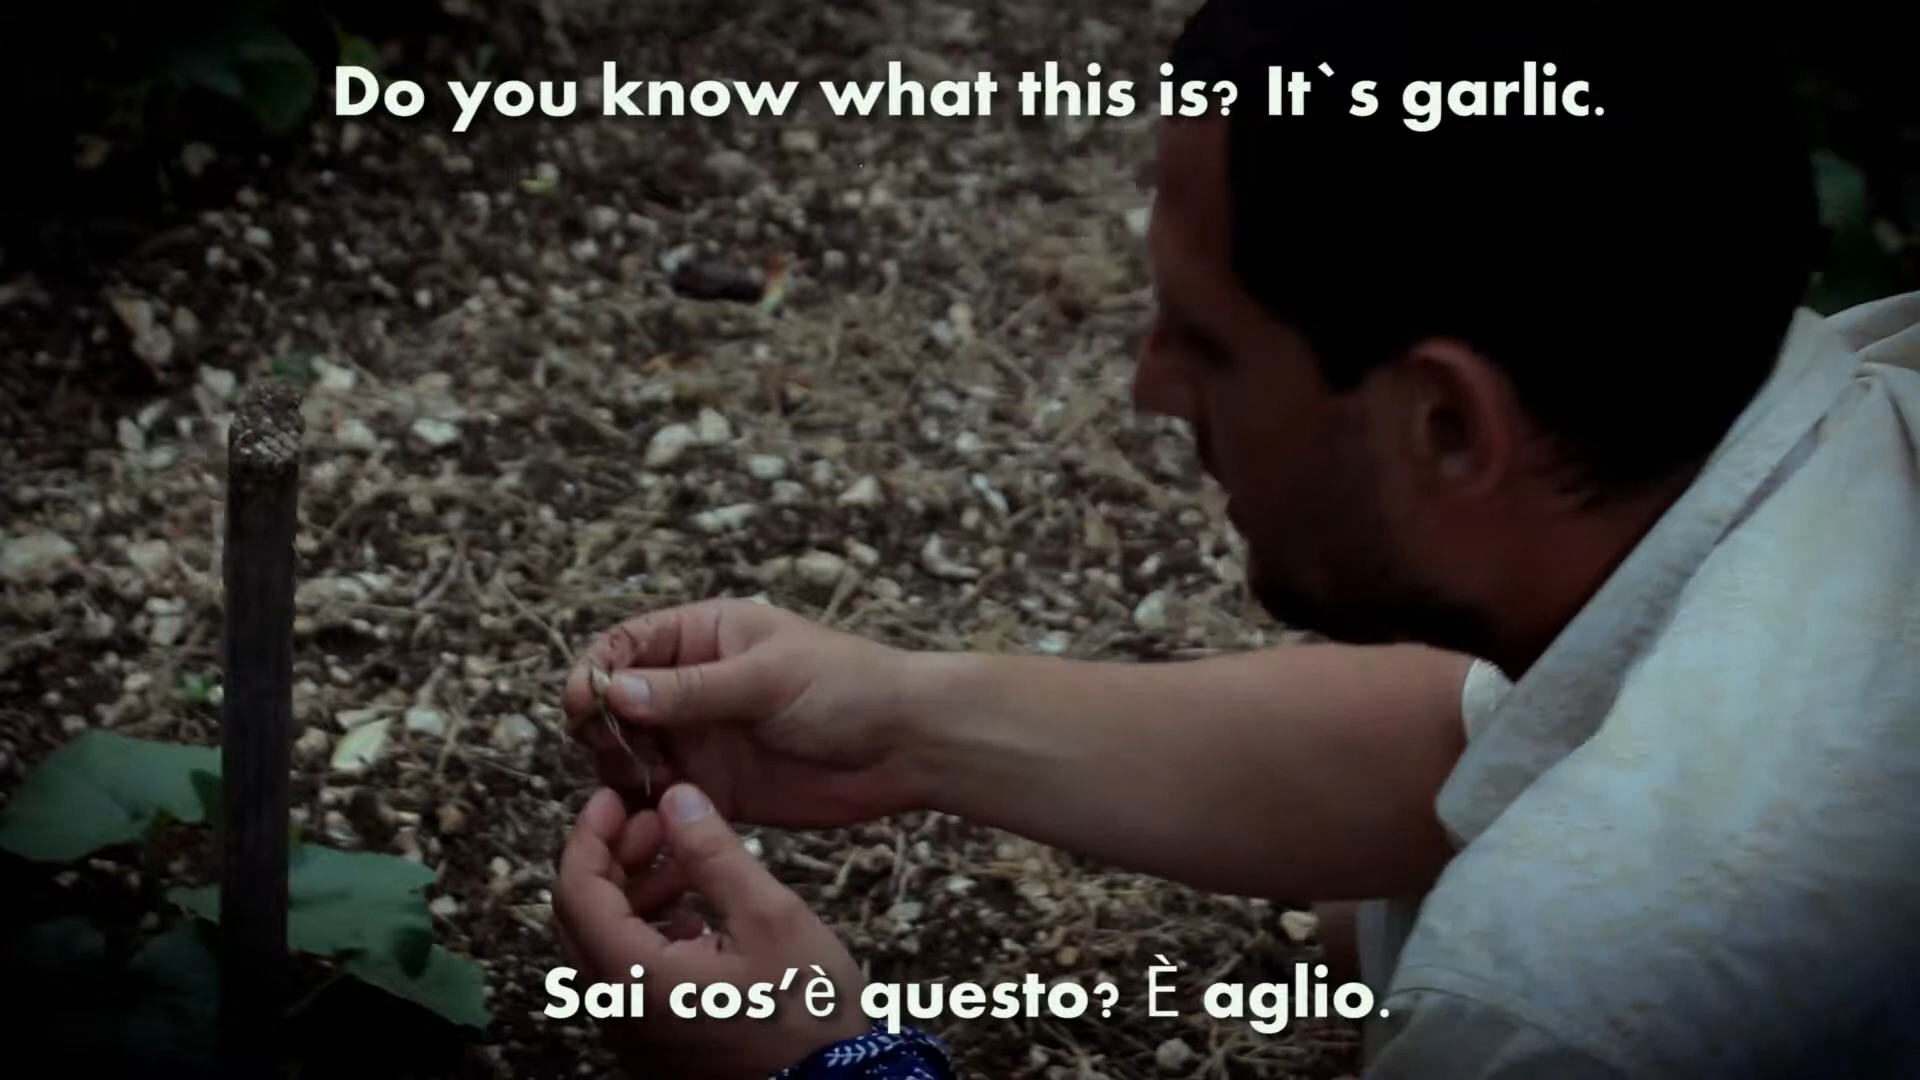 Do you know what this is? It`s garlic.
Sai cos’è questo? È aglio.